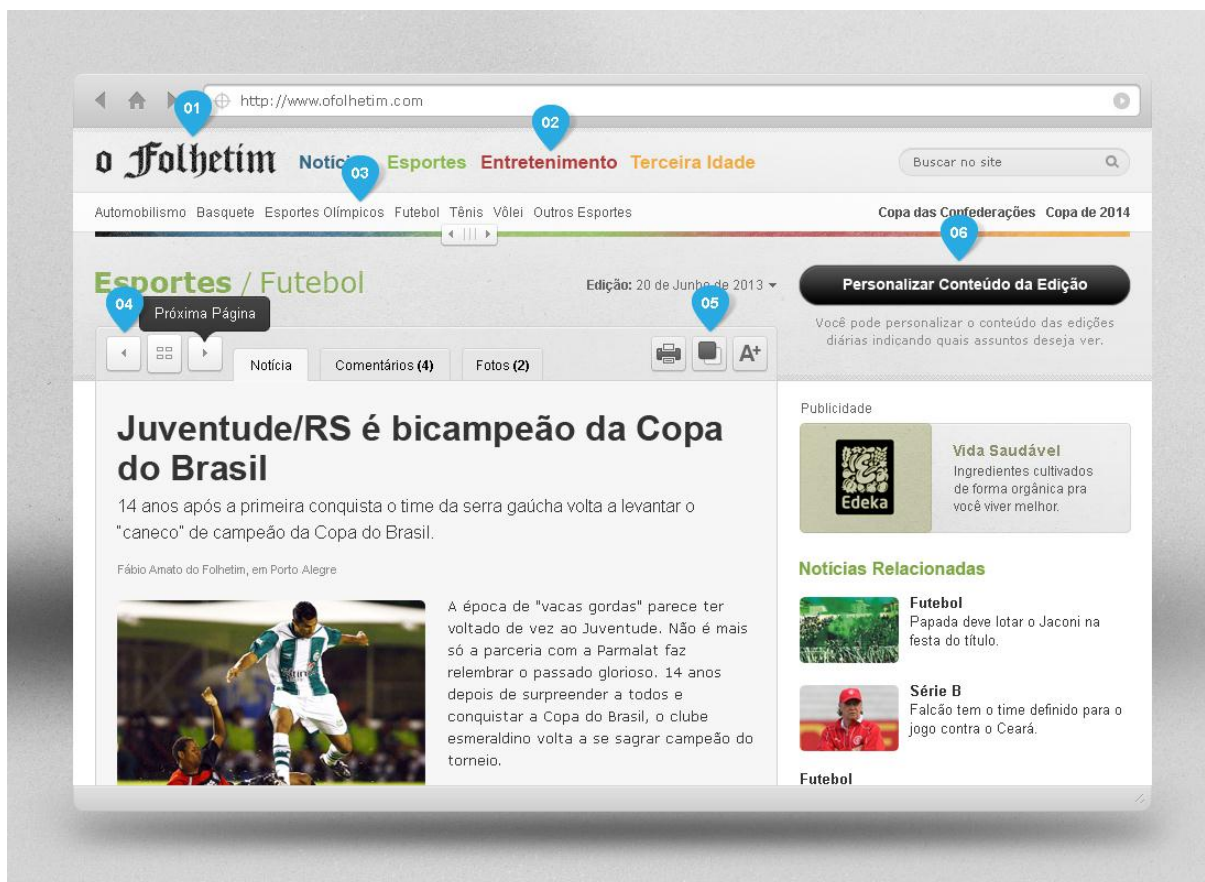 http://www.ofolhetim.com
01
02
o Folhetim Esportes Entretenimento Terceira Idade
Buscar no site
03
Automobilismo Basquete Esportes Olímpicos Futebol Tênis Vôlei Outros Esportes
Copa das Confederações Copa de 2014
06
Esportes / Futebol
Edição: 20 de Junho de 2013
Personalizar Conteúdo da Edição
04
05
Próxima Página
Você pode personalizar o conteúdo das edições
diárias indicando quais assuntos deseja ver.
Notícia Comentários (4) Fotos (2)
A+
Juventude/RS é bicampeão da Copa
do Brasil
14 anos após a primeira conquista o time da serra gaúcha volta a levantar o
"caneco" de campeão da Copa do Brasil.
Fábio Amato do Folhetim, em Porto Alegre
A época de "vacas gordas" parece ter
voltado de vez ao Juventude. Não é mais
só a parceria com a Parmalat faz
relembrar o passado glorioso. 14 anos
depois de surpreender a todos e
conquistar a Copa do Brasil, o clube
esmeraldino volta a se sagrar campeão do
torneio.
Publicidade
Edeka
Vida Saudável
Ingredientes cultivados
de forma orgânica pra
você viver melhor.
Notícias Relacionadas
Futebol
Papada deve lotar o Jaconi na
festa do título.
Série B
Falcão tem o time definido para o
jogo contra o Ceará.
Futebol